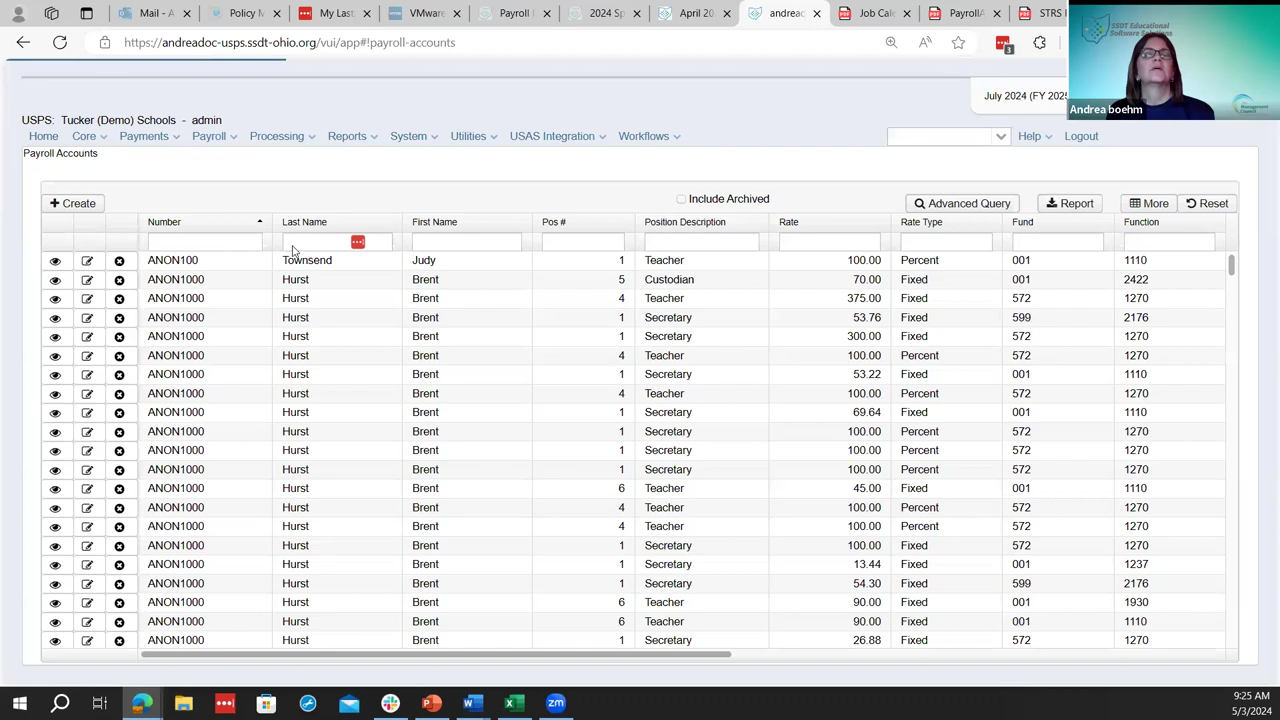 Mail - A
Policy M
My Last
VMware
Payroll
2024 Sp
April 2,
andreac
Job Calc
PayrollA
STRS
https://andreadoc-usps.ssdt-ohio.org/vui/app#!payroll-accounts
3
SSDT Educational
Software Solutions
Management
Council
Andrea boehm
July 2024 (FY 2025
USPS: Tucker (Demo) Schools - admin
Home Core Payments Payroll Processing Reports System Utilities USAS Integration Workflows Help Logout
Payroll Accounts
Create Include Archived Advanced Query Report More Reset
Number Last Name First Name Pos # Position Description Rate Rate Type Fund Function
ANON100 Townsend Judy 1 Teacher 100.00 Percent 001 1110
ANON1000 Hurst Brent 5 Custodian 70.00 Fixed 001 2422
ANON1000 Hurst Brent 4 Teacher 375.00 Fixed 572 1270
ANON1000 Hurst Brent 1 Secretary 53.76 Fixed 599 2176
ANON1000 Hurst Brent 1 Secretary 300.00 Fixed 572 1270
ANON1000 Hurst Brent 4 Teacher 100.00 Percent 572 1270
ANON1000 Hurst Brent 1 Secretary 53.22 Fixed 001 1110
ANON1000 Hurst Brent 4 Teacher 100.00 Percent 572 1270
ANON1000 Hurst Brent 1 Secretary 69.64 Fixed 001 1110
ANON1000 Hurst Brent 1 Secretary 100.00 Percent 572 1270
ANON1000 Hurst Brent 1 Secretary 100.00 Percent 572 1270
ANON1000 Hurst Brent 1 Secretary 100.00 Percent 572 1270
ANON1000 Hurst Brent 6 Teacher 45.00 Fixed 001 1110
ANON1000 Hurst Brent 4 Teacher 100.00 Percent 572 1270
ANON1000 Hurst Brent 4 Teacher 100.00 Percent 572 1270
ANON1000 Hurst Brent 1 Secretary 100.00 Fixed 572 1270
ANON1000 Hurst Brent 1 Secretary 13.44 Fixed 001 1237
ANON1000 Hurst Brent 1 Secretary 54.30 Fixed 599 2176
ANON1000 Hurst Brent 6 Teacher 90.00 Fixed 001 1930
ANON1000 Hurst Brent 6 Teacher 90.00 Fixed 001 1110
ANON1000 Hurst Brent 1 Secretary 26.88 Fixed 572 1270
9:25 AM
5/3/2024